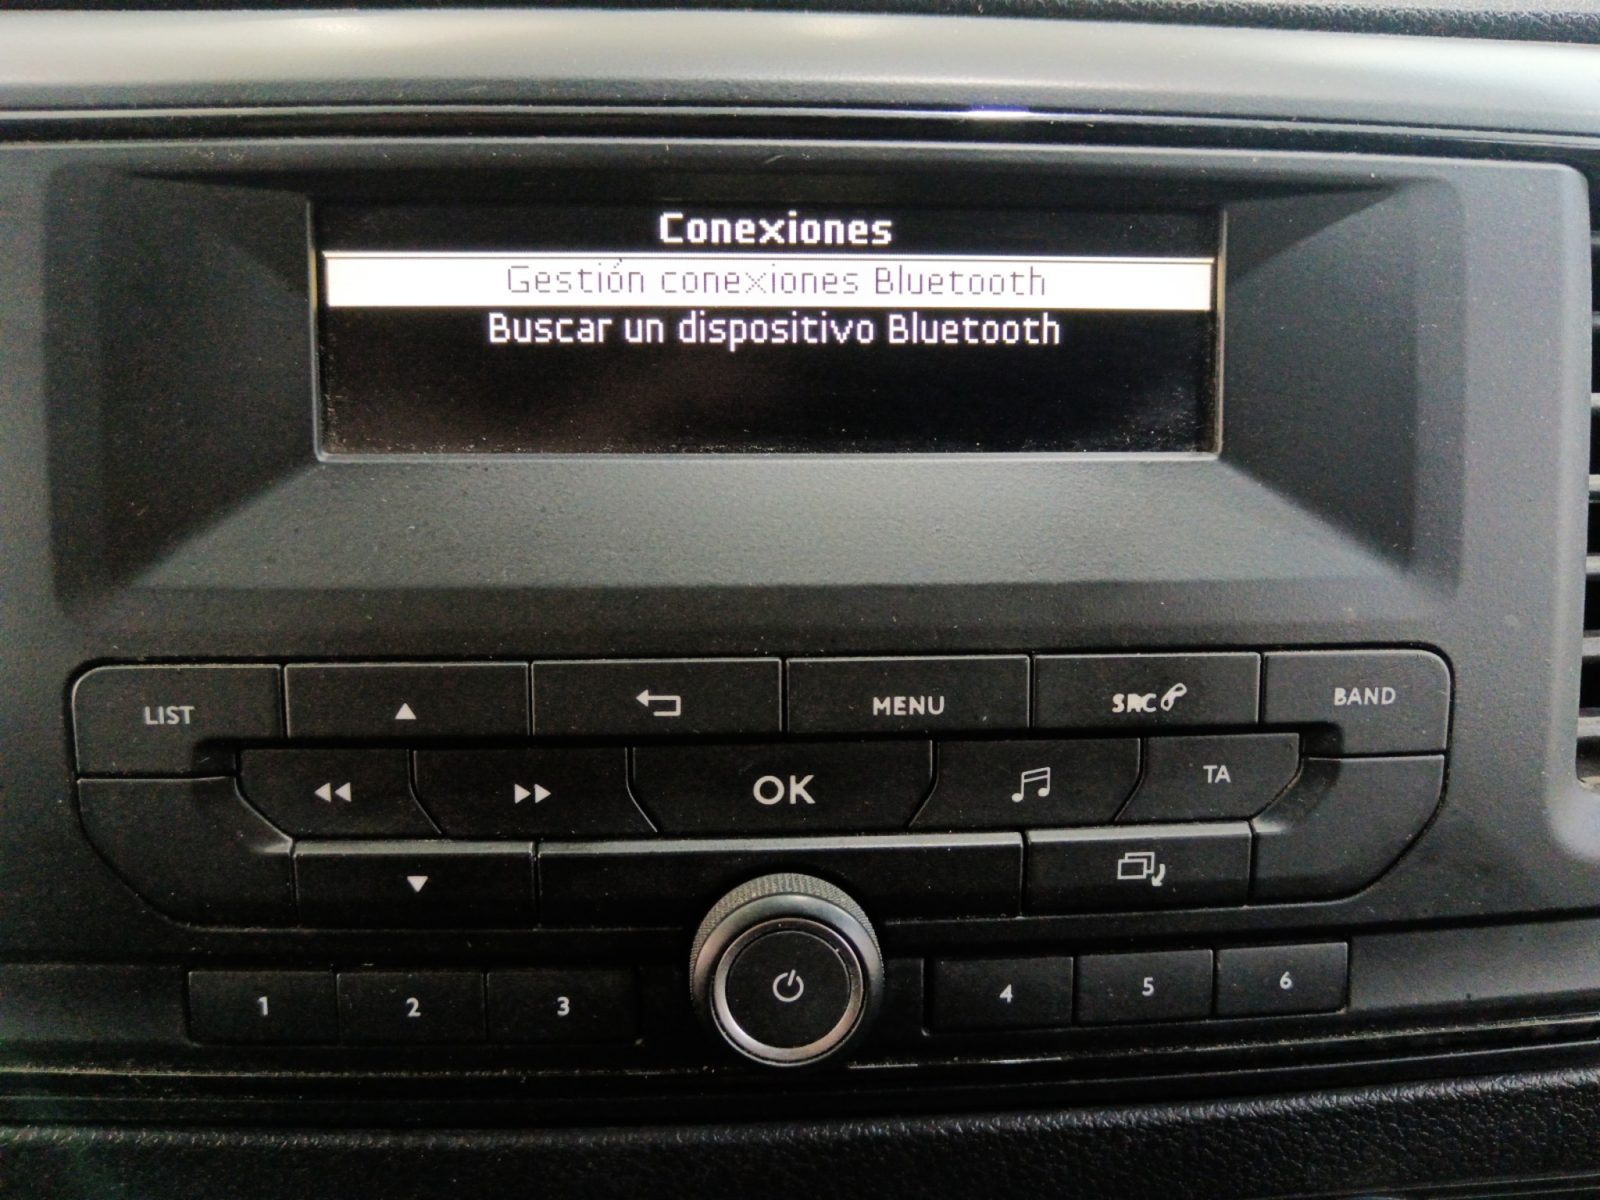 Conexiones
Gestión conexiones Bluetooth
Buscar un dispositivo Bluetooth
LIST
MENU
SRC
BAND
OK
TA
1
2
3
4
5
6